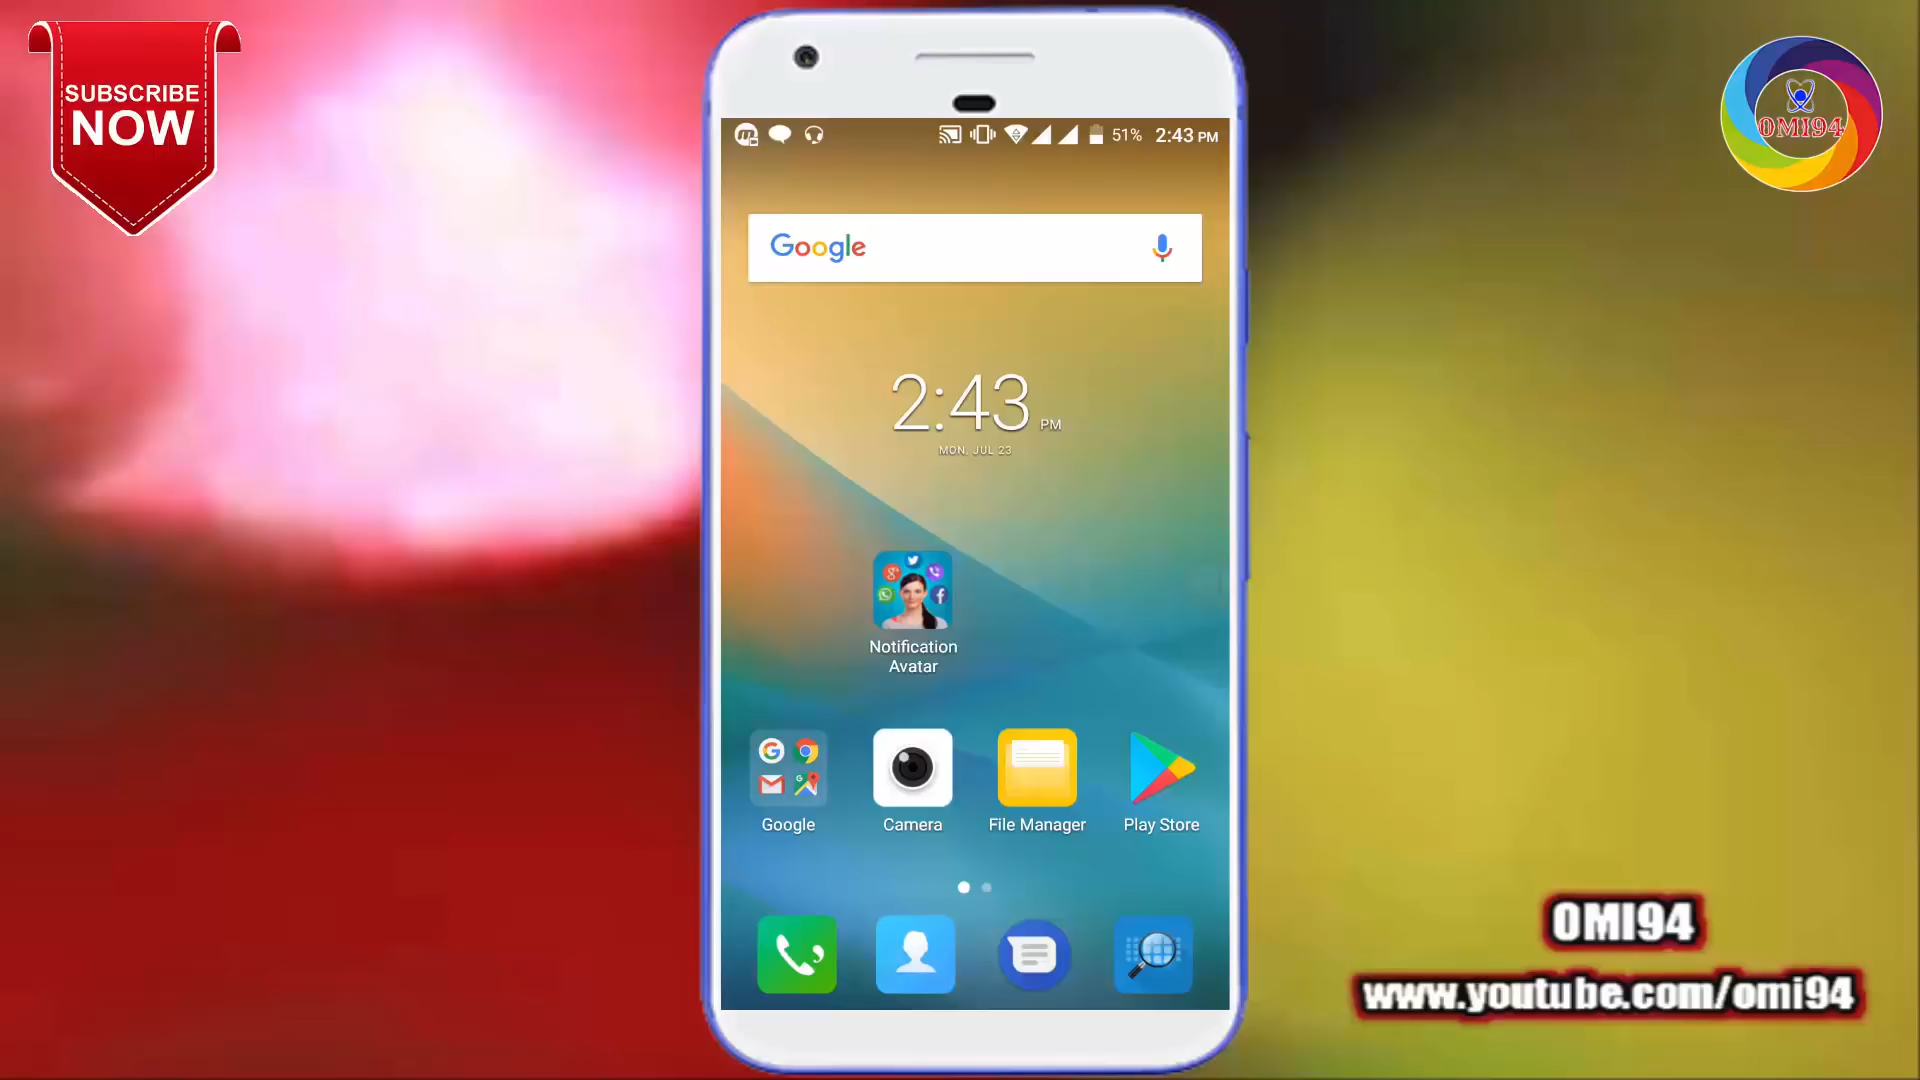 SUBSCRIBE
NOW
51% 2:43 PM
OMI94
Google
2:43 PM
MON, JUL 23
Notification
Avatar
Google
Camera
File Manager
Play Store
OMI94
www.youtube.com/omi94